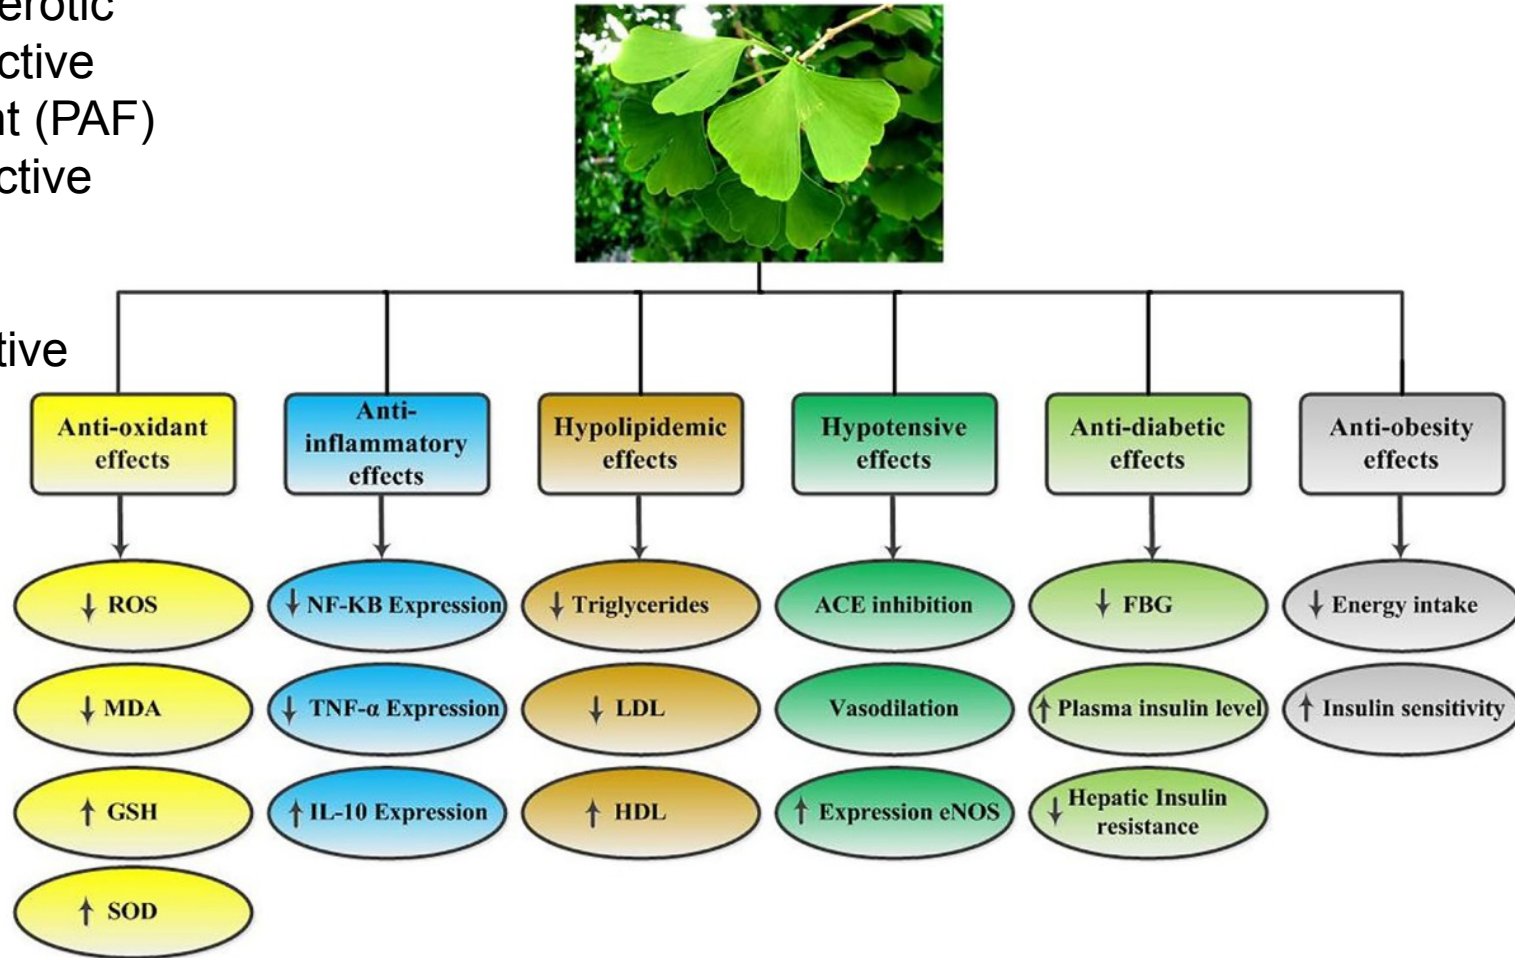 erotic
ctive
nt (PAF)
ctive
tive
Anti-oxidant
effects
↓ ROS
↓ MDA
↑ GSH
↑ SOD
Anti-
inflammatory
effects
↓ NF-KB Expression
↓ TNF-α Expression
↑ IL-10 Expression
Hypolipidemic
effects
↓ Triglycerides
↓ LDL
↑ HDL
Hypotensive
effects
ACE inhibition
Vasodilation
↑ Expression eNOS
Anti-diabetic
effects
↓ FBG
↑ Plasma insulin level
↓ Hepatic Insulin
resistance
Anti-obesity
effects
↓ Energy intake
↑ Insulin sensitivity